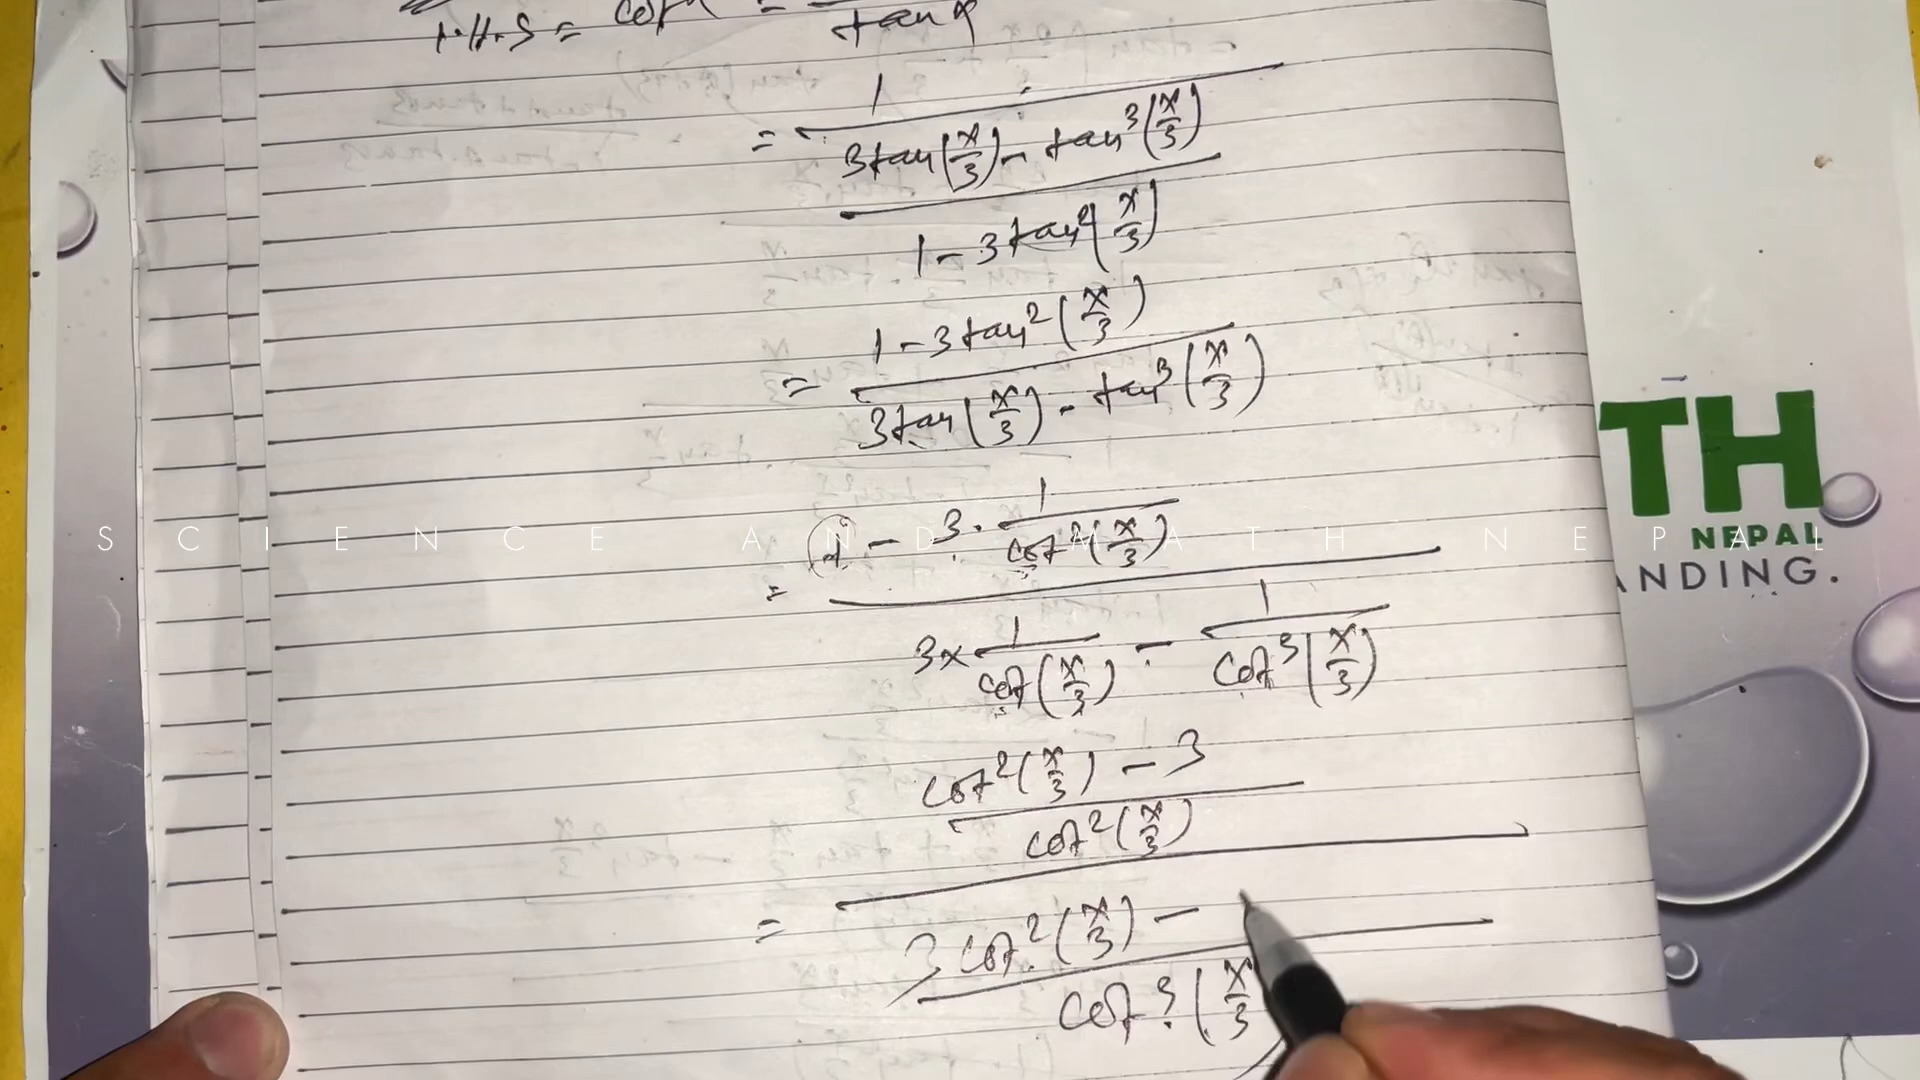 H.S = cot = 
tan x
= 1 / (3tan(x/3) - tan³(x/3)) / (1 - 3tan²(x/3))
= (1 - 3tan²(x/3)) / (3tan(x/3) - tan³(x/3))
= (1 - 3 · 1/cot²(x/3)) / (3 × 1/cot(x/3) - 1/cot³(x/3))
= ((cot²(x/3) - 3) / cot²(x/3)) / ((3cot²(x/3) - ) / cot³(x/3
SCIENCE AND MATH NEPAL
TH
NEPAL
ANDING.